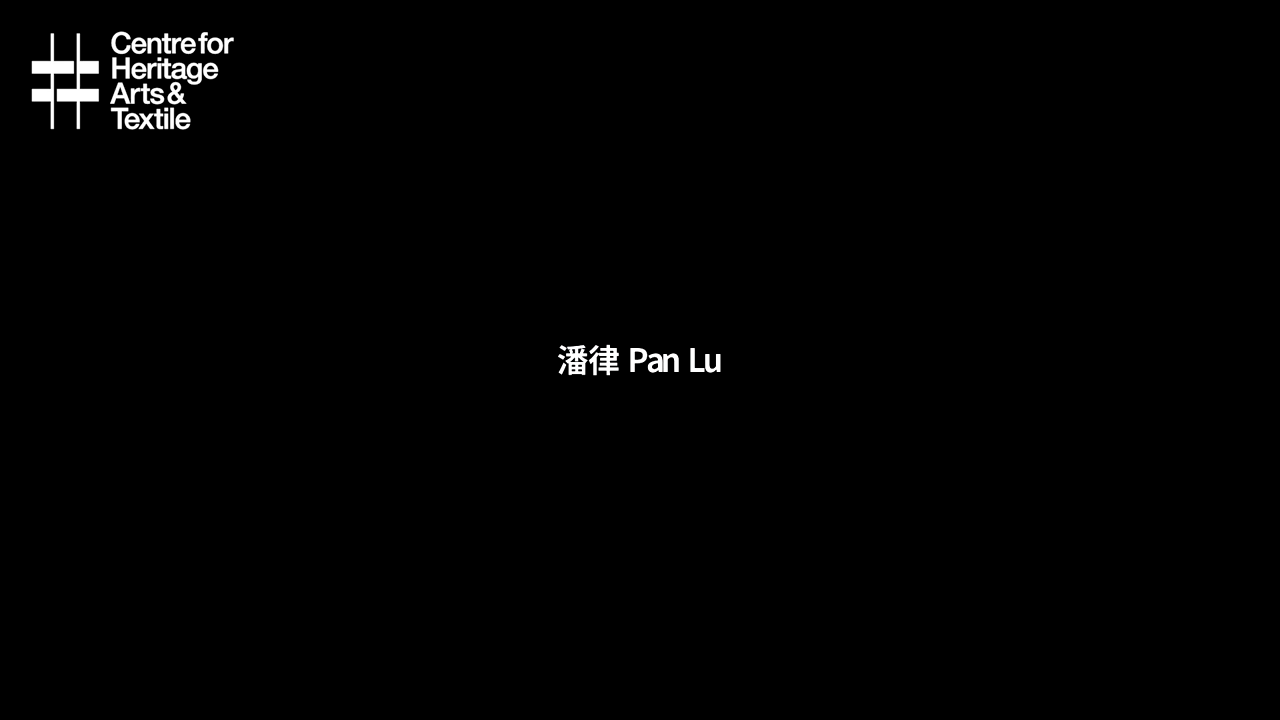 Centre for
Heritage
Arts &
Textile
潘律 Pan Lu